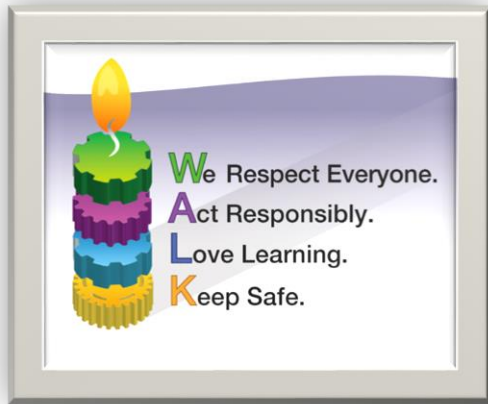 We Respect Everyone.
Act Responsibly.
Love Learning.
Keep Safe.